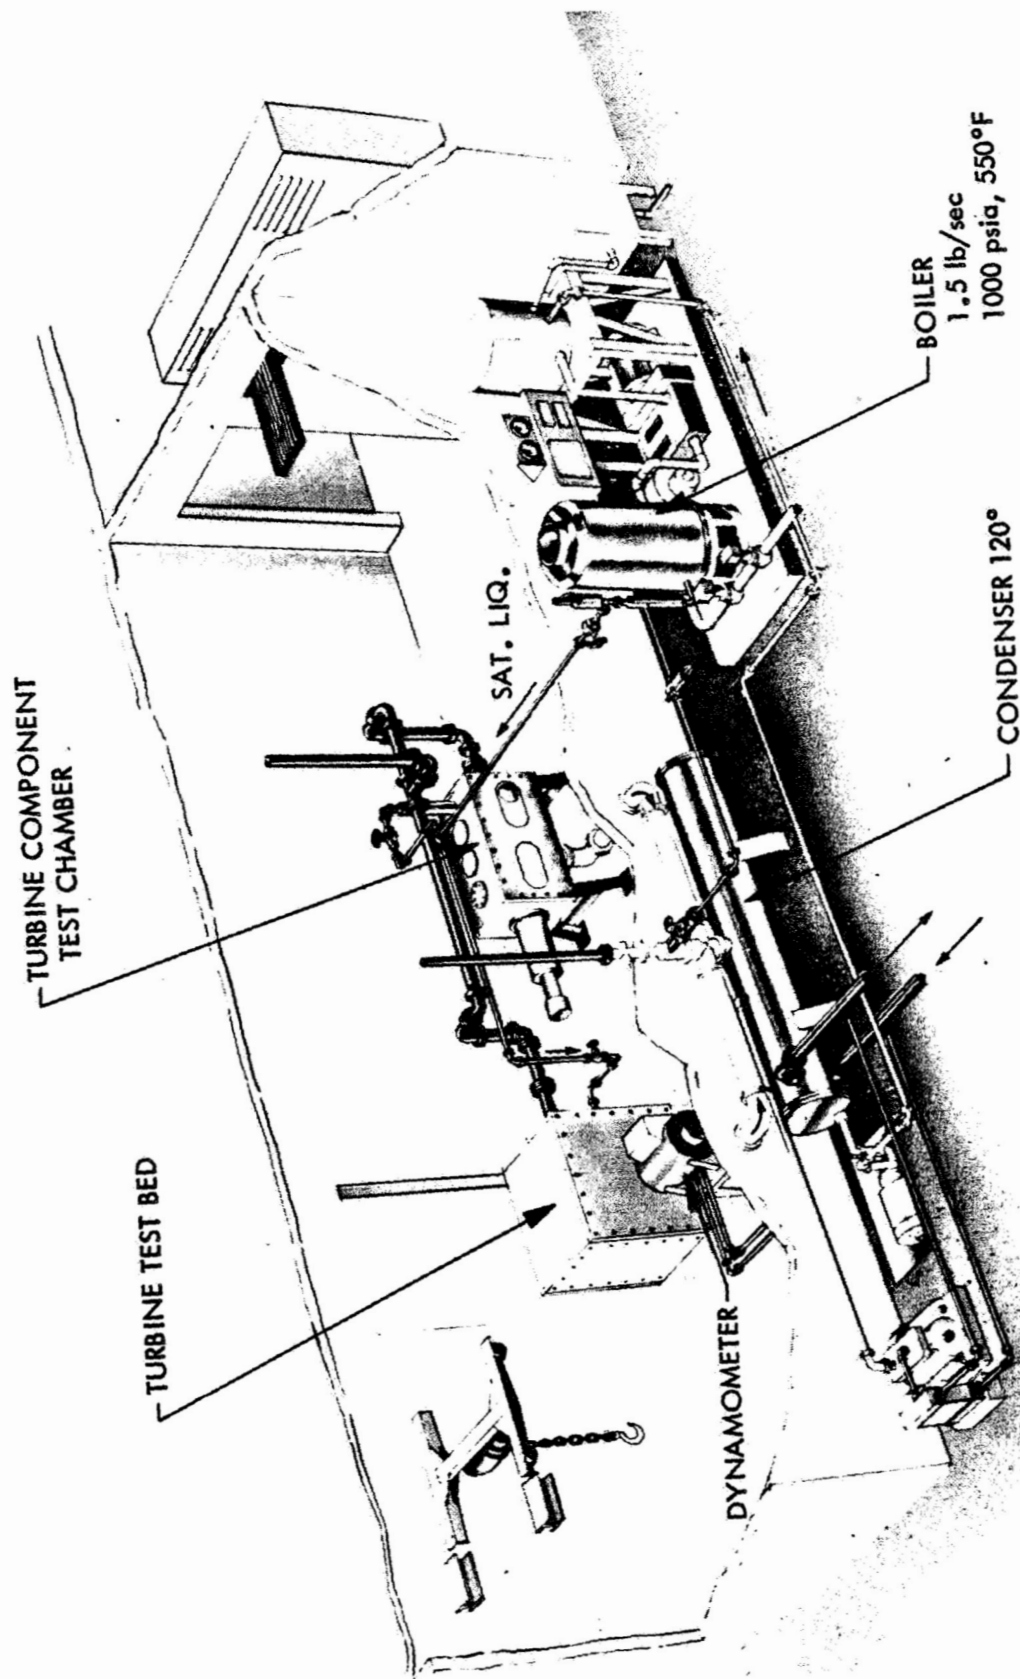 TURBINE COMPONENT
TEST CHAMBER
TURBINE TEST BED
SAT. LIQ.
DYNAMOMETER
BOILER
1.5 lb/sec
1000 psia, 550°F
CONDENSER 120°